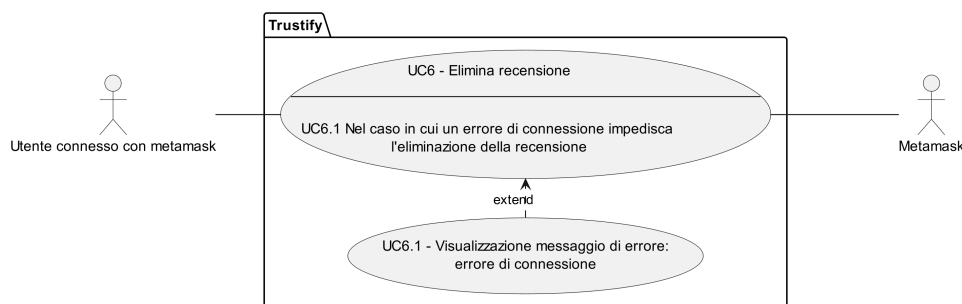 Trustify
UC6 - Elimina recensione
UC6.1 Nel caso in cui un errore di connessione impedisca
l'eliminazione della recensione
Utente connesso con metamask
Metamask
extend
UC6.1 - Visualizzazione messaggio di errore:
errore di connessione